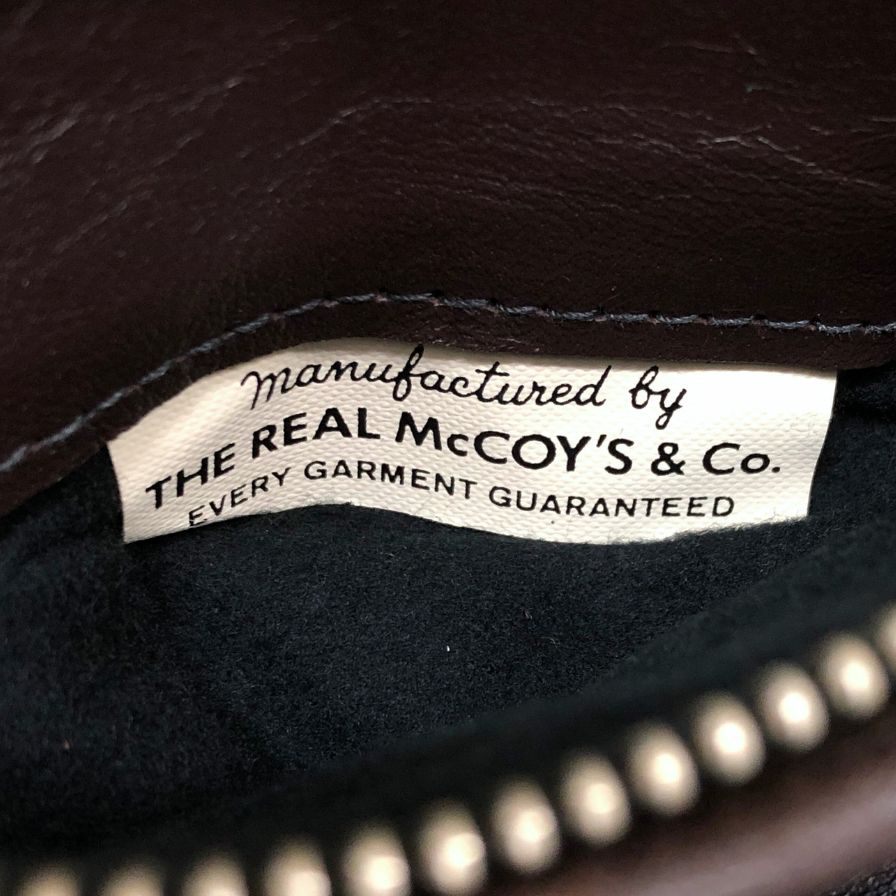 manufactured by
THE REAL McCOY'S & Co.
EVERY GARMENT GUARANTEED